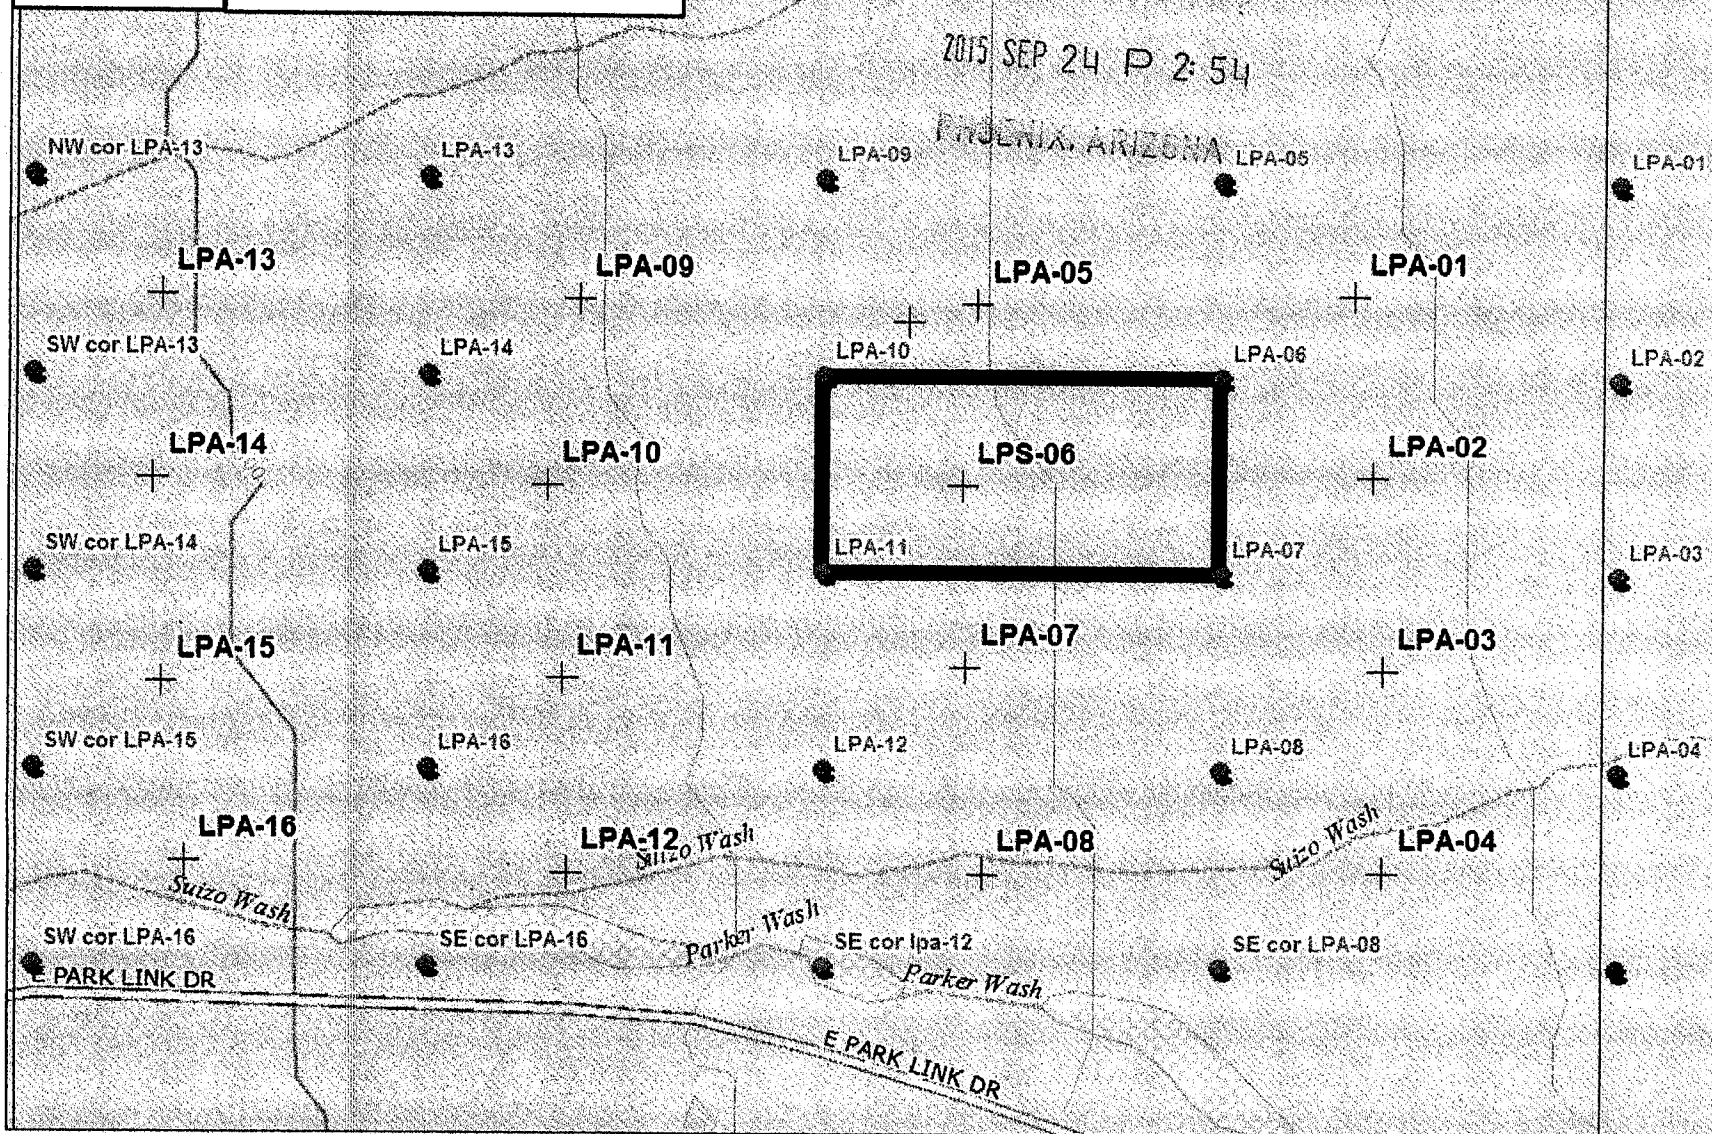 2015 SEP 24 P 2:54
PHOENIX, ARIZONA
NW cor LPA-13
LPA-13
LPA-09
LPA-05
LPA-01
LPA-13
LPA-09
LPA-05
LPA-01
SW cor LPA-13
LPA-14
LPA-10
LPA-06
LPA-02
LPA-14
LPA-10
LPS-06
LPA-02
SW cor LPA-14
LPA-15
LPA-11
LPA-07
LPA-03
LPA-15
LPA-11
LPA-07
LPA-03
SW cor LPA-15
LPA-16
LPA-12
LPA-08
LPA-04
LPA-16
LPA-12
Suizo Wash
LPA-08
Suizo Wash
LPA-04
Suizo Wash
Parker Wash
SW cor LPA-16
SE cor LPA-16
SE cor lpa-12
SE cor LPA-08
E PARK LINK DR
Parker Wash
E PARK LINK DR